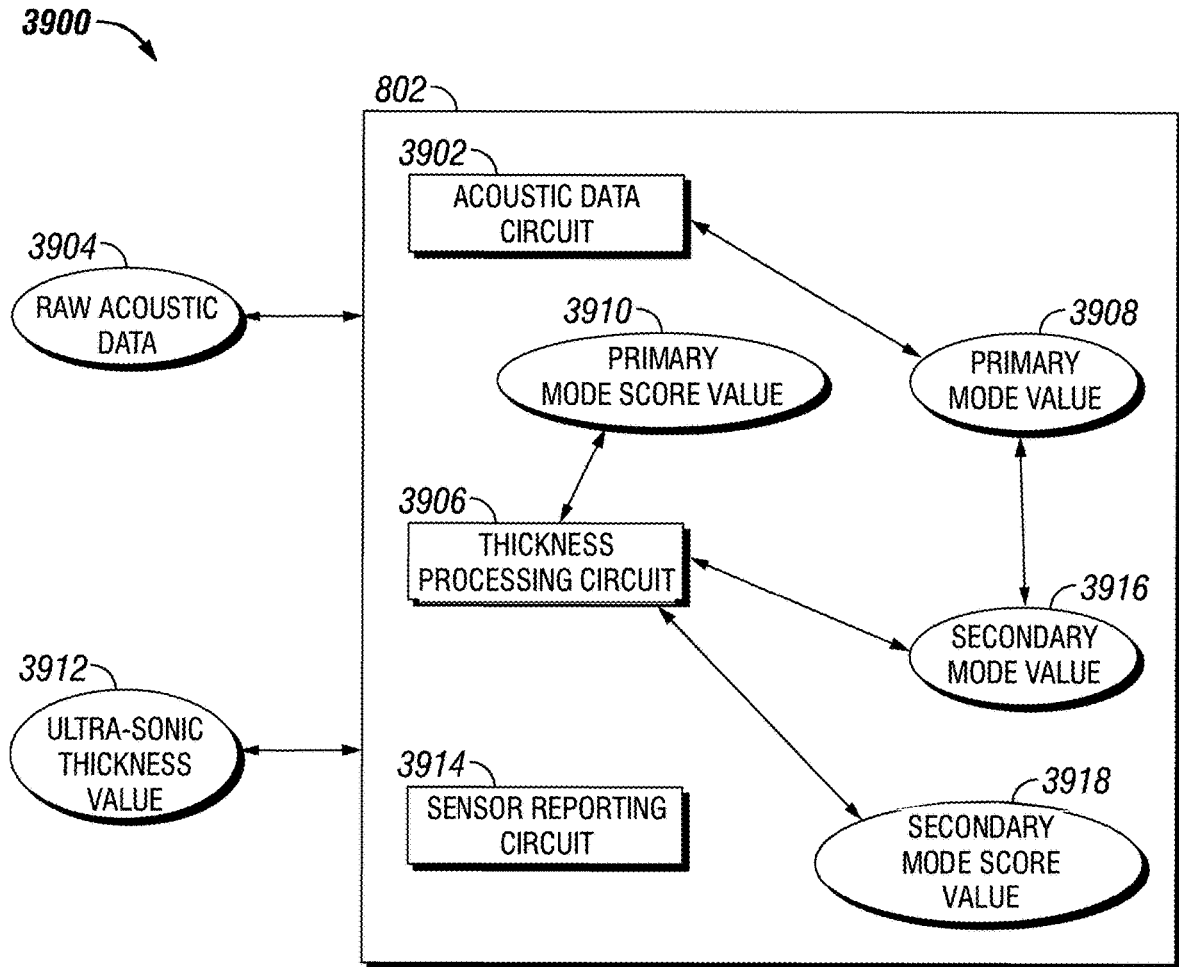 3900
802
3902
ACOUSTIC DATA
CIRCUIT
3904
RAW ACOUSTIC
DATA
3910
PRIMARY
MODE SCORE VALUE
3908
PRIMARY
MODE VALUE
3906
THICKNESS
PROCESSING CIRCUIT
3916
SECONDARY
MODE VALUE
3912
ULTRA-SONIC
THICKNESS
VALUE
3914
SENSOR REPORTING
CIRCUIT
3918
SECONDARY
MODE SCORE
VALUE